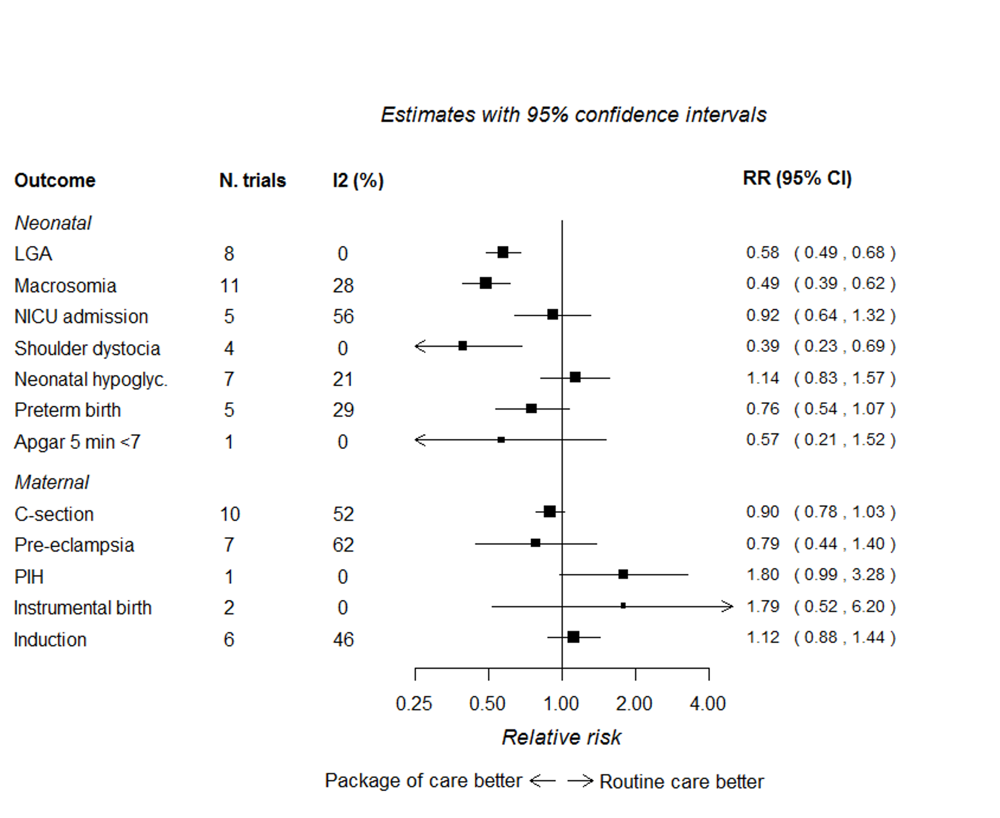 Estimates with 95% confidence intervals
Outcome N. trials I2 (%) RR (95% CI)
Neonatal
LGA 8 0 0.58 ( 0.49 , 0.68 )
Macrosomia 11 28 0.49 ( 0.39 , 0.62 )
NICU admission 5 56 0.92 ( 0.64 , 1.32 )
Shoulder dystocia 4 0 0.39 ( 0.23 , 0.69 )
Neonatal hypoglyc. 7 21 1.14 ( 0.83 , 1.57 )
Preterm birth 5 29 0.76 ( 0.54 , 1.07 )
Apgar 5 min <7 1 0 0.57 ( 0.21 , 1.52 )
Maternal
C-section 10 52 0.90 ( 0.78 , 1.03 )
Pre-eclampsia 7 62 0.79 ( 0.44 , 1.40 )
PIH 1 0 1.80 ( 0.99 , 3.28 )
Instrumental birth 2 0 1.79 ( 0.52 , 6.20 )
Induction 6 46 1.12 ( 0.88 , 1.44 )
0.25 0.50 1.00 2.00 4.00
Relative risk
Package of care better Routine care better